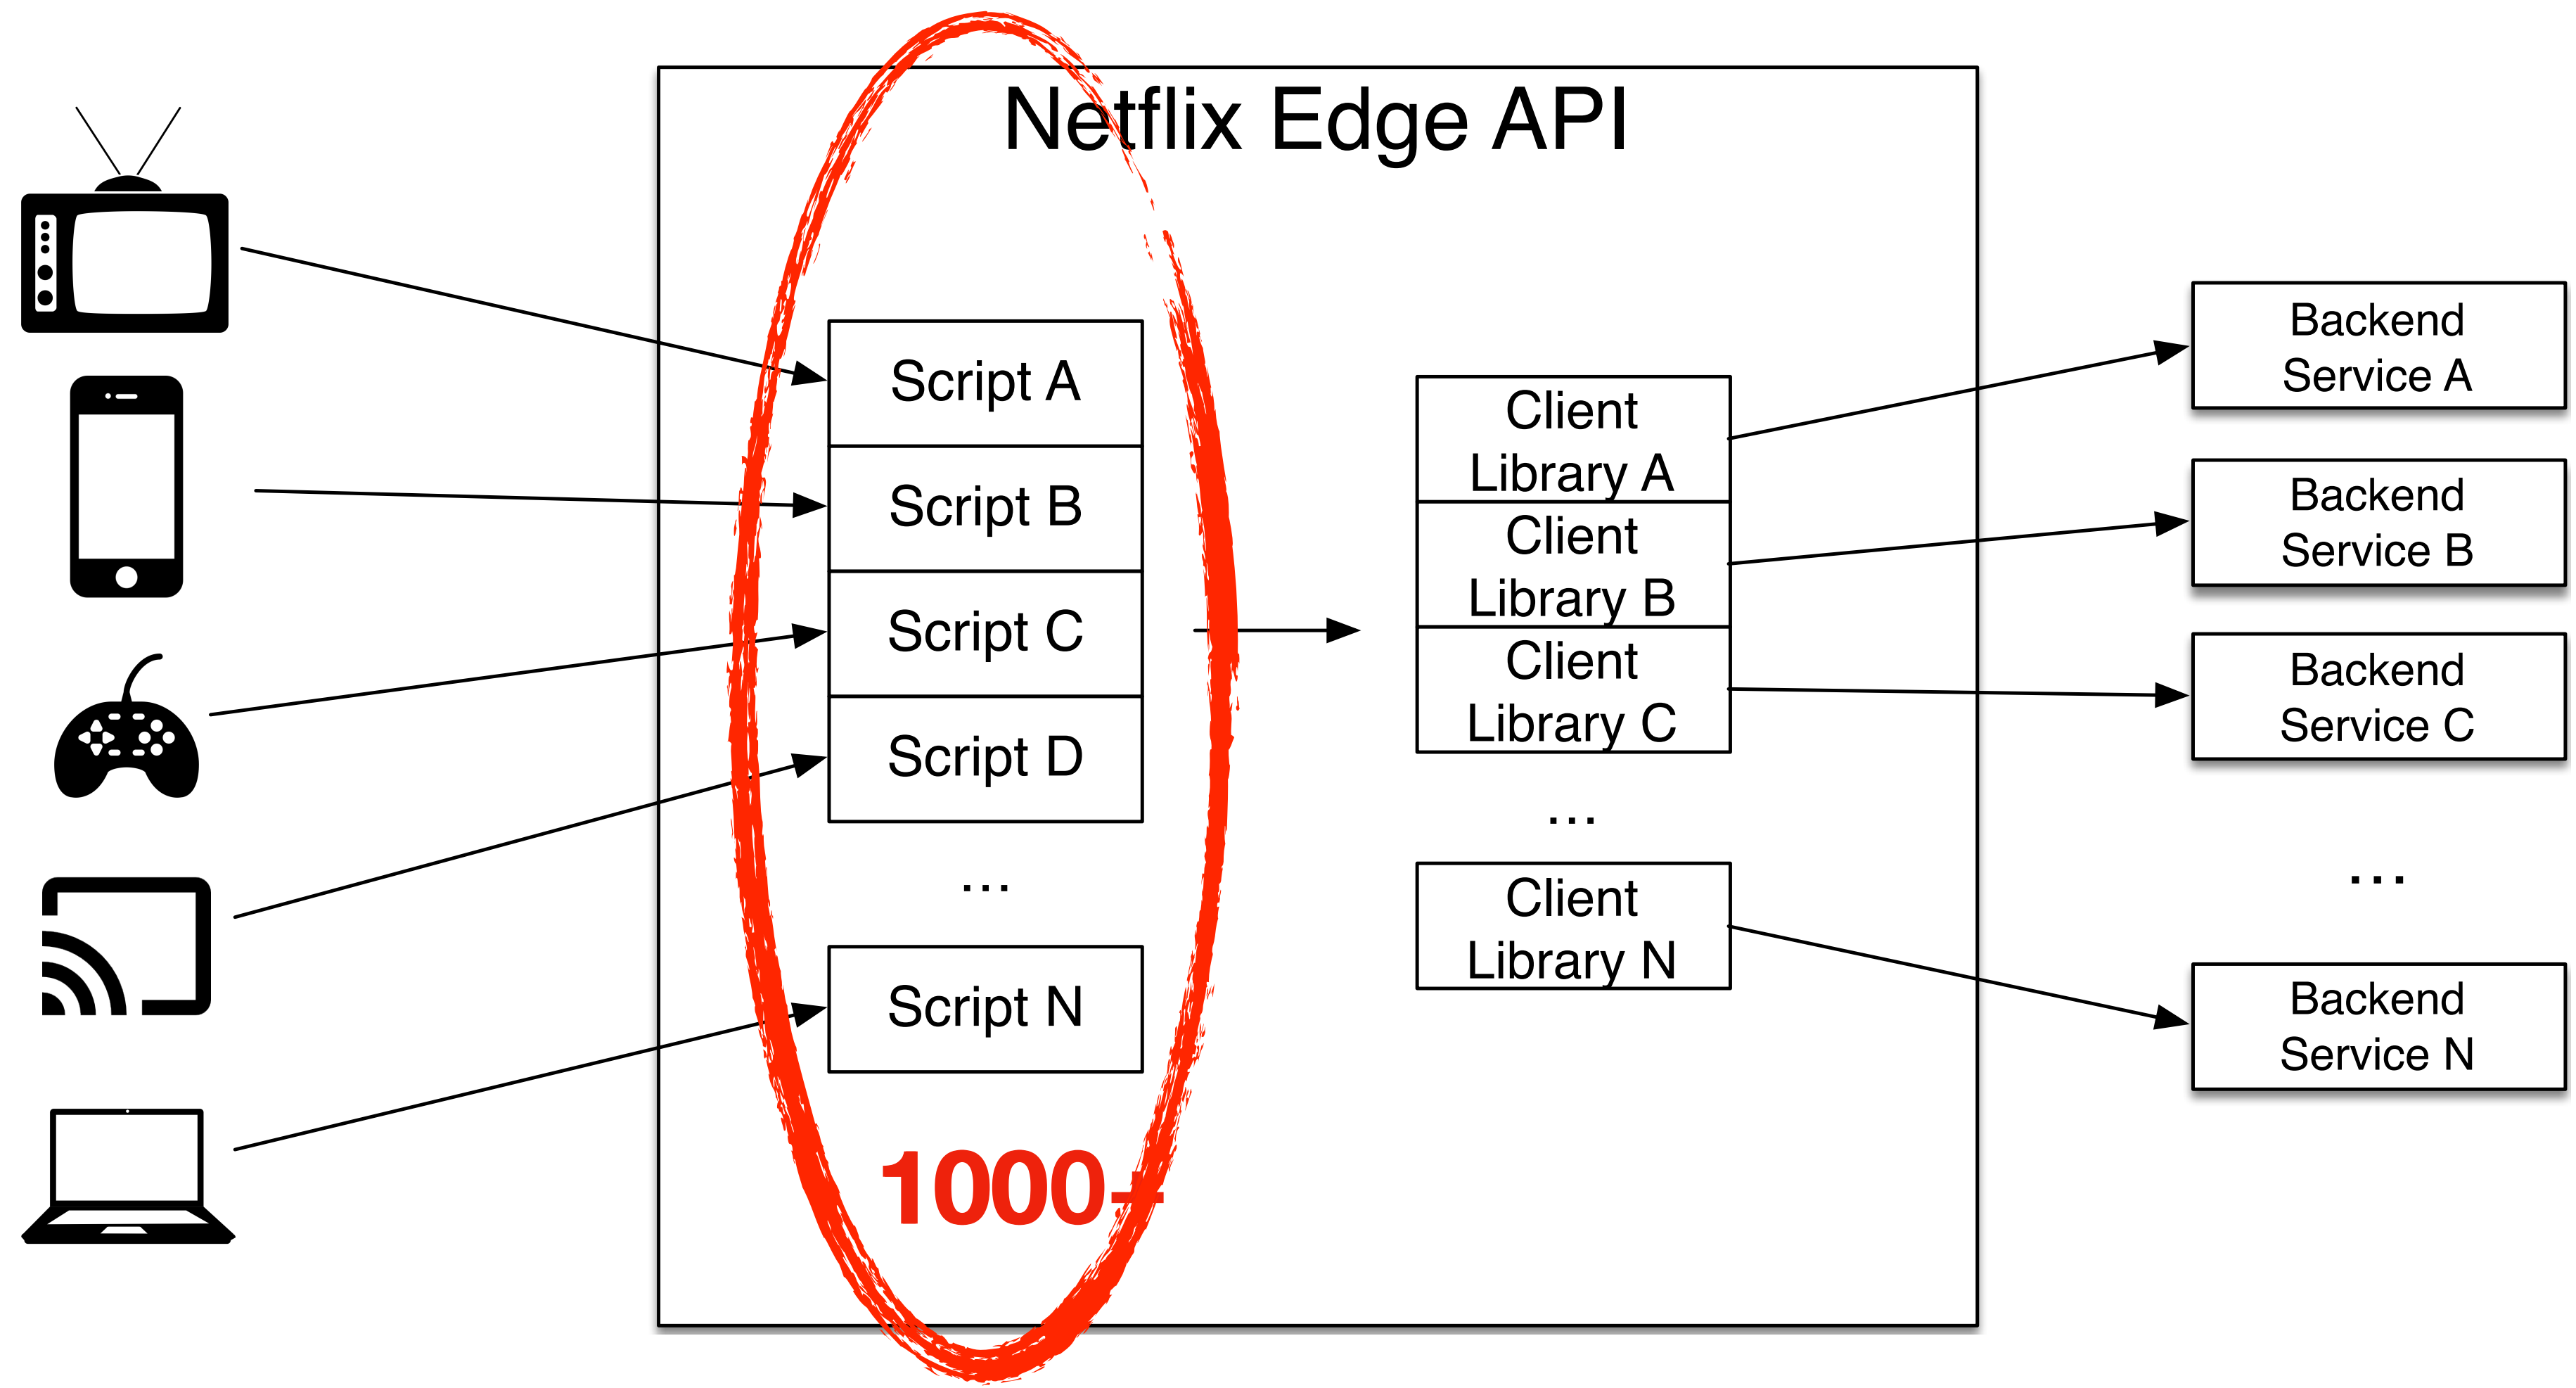 Netflix Edge API
Script A
Script B
Script C
Script D
...
Script N
1000+
Client
Library A
Client
Library B
Client
Library C
...
Client
Library N
Backend
Service A
Backend
Service B
Backend
Service C
...
Backend
Service N